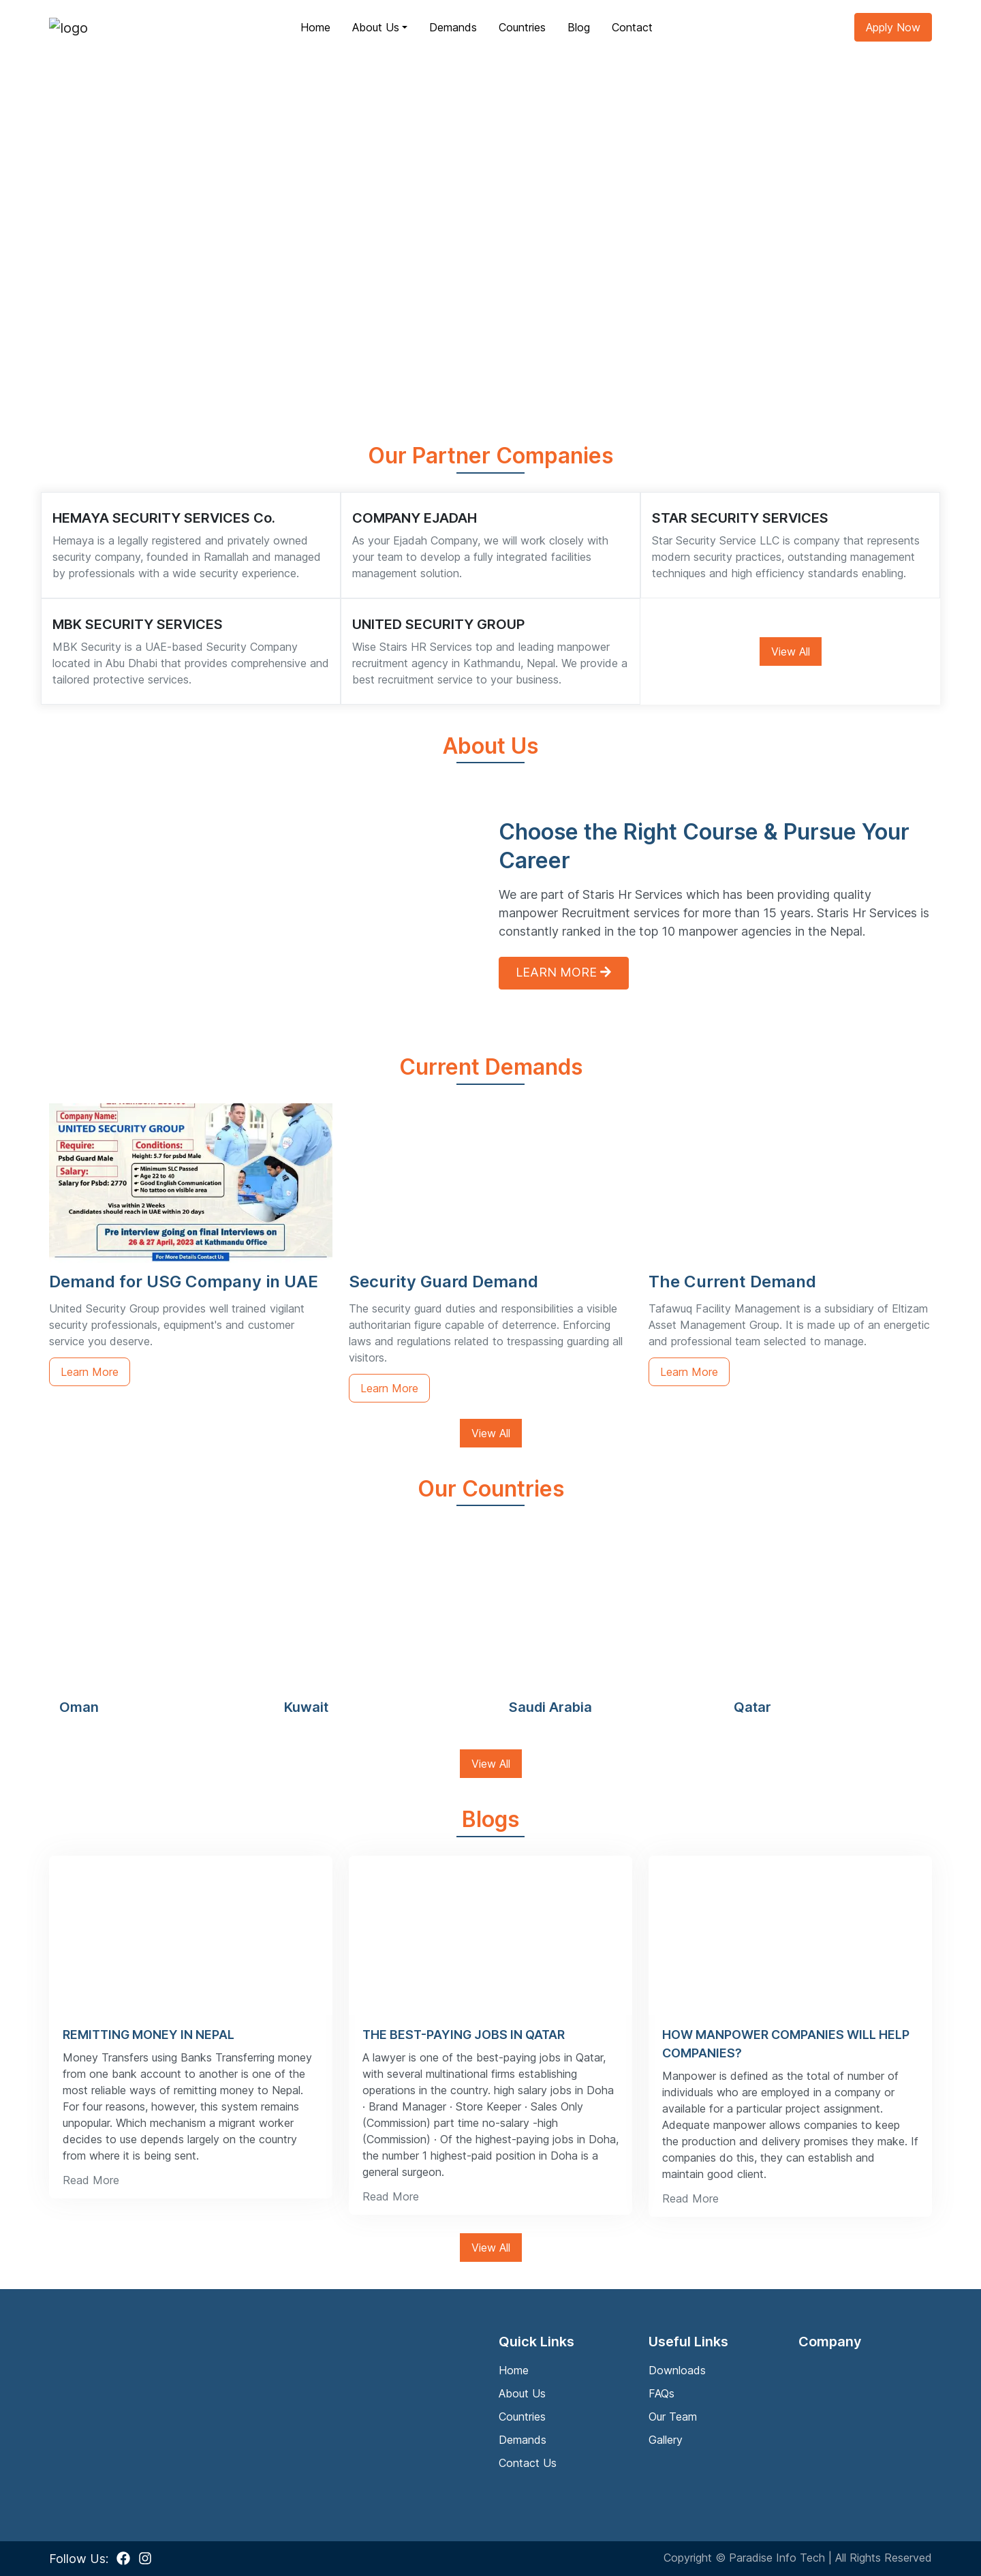 logo
Home
About Us
Demands
Countries
Blog
Contact
Apply Now
Our Partner Companies
HEMAYA SECURITY SERVICES Co.
Hemaya is a legally registered and privately owned
security company, founded in Ramallah and managed
by professionals with a wide security experience.
COMPANY EJADAH
As your Ejadah Company, we will work closely with
your team to develop a fully integrated facilities
management solution.
STAR SECURITY SERVICES
Star Security Service LLC is company that represents
modern security practices, outstanding management
techniques and high efficiency standards enabling.
MBK SECURITY SERVICES
MBK Security is a UAE-based Security Company
located in Abu Dhabi that provides comprehensive and
tailored protective services.
UNITED SECURITY GROUP
Wise Stairs HR Services top and leading manpower
recruitment agency in Kathmandu, Nepal. We provide a
best recruitment service to your business.
View All
About Us
Choose the Right Course & Pursue Your
Career
We are part of Staris Hr Services which has been providing quality
manpower Recruitment services for more than 15 years. Staris Hr Services is
constantly ranked in the top 10 manpower agencies in the Nepal.
LEARN MORE
Current Demands
Company Name:
UNITED SECURITY GROUP
Require:
Psbd Guard Male
Conditions:
Height: 5.7 for psbd Male
Salary:
Salary for Psbd: 2770
• Minimum SLC Passed
• Age 22 to 40
• Good English Communication
• No tattoo on visible area
Visa within 2 Weeks
Candidates should reach in UAE within 20 days
Pre Interview going on final Interviews on
26 & 27 April, 2023 at Kathmandu Office
For More Details Contact Us
Demand for USG Company in UAE
United Security Group provides well trained vigilant
security professionals, equipment's and customer
service you deserve.
Learn More
Security Guard Demand
The security guard duties and responsibilities a visible
authoritarian figure capable of deterrence. Enforcing
laws and regulations related to trespassing guarding all
visitors.
Learn More
The Current Demand
Tafawuq Facility Management is a subsidiary of Eltizam
Asset Management Group. It is made up of an energetic
and professional team selected to manage.
Learn More
View All
Our Countries
Oman
Kuwait
Saudi Arabia
Qatar
View All
Blogs
REMITTING MONEY IN NEPAL
Money Transfers using Banks Transferring money
from one bank account to another is one of the
most reliable ways of remitting money to Nepal.
For four reasons, however, this system remains
unpopular. Which mechanism a migrant worker
decides to use depends largely on the country
from where it is being sent.
Read More
THE BEST-PAYING JOBS IN QATAR
A lawyer is one of the best-paying jobs in Qatar,
with several multinational firms establishing
operations in the country. high salary jobs in Doha
· Brand Manager · Store Keeper · Sales Only
(Commission) part time no-salary -high
(Commission) · Of the highest-paying jobs in Doha,
the number 1 highest-paid position in Doha is a
general surgeon.
Read More
HOW MANPOWER COMPANIES WILL HELP
COMPANIES?
Manpower is defined as the total of number of
individuals who are employed in a company or
available for a particular project assignment.
Adequate manpower allows companies to keep
the production and delivery promises they make. If
companies do this, they can establish and
maintain good client.
Read More
View All
Quick Links
Home
About Us
Countries
Demands
Contact Us
Useful Links
Downloads
FAQs
Our Team
Gallery
Company
Follow Us:
Copyright © Paradise Info Tech | All Rights Reserved